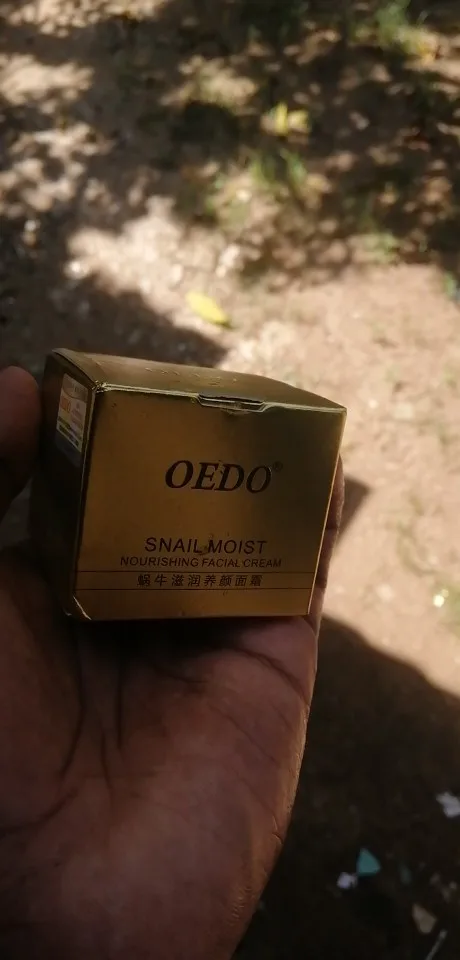 OEDO®
SNAIL MOIST
NOURISHING FACIAL CREAM
蜗牛滋润养颜面霜